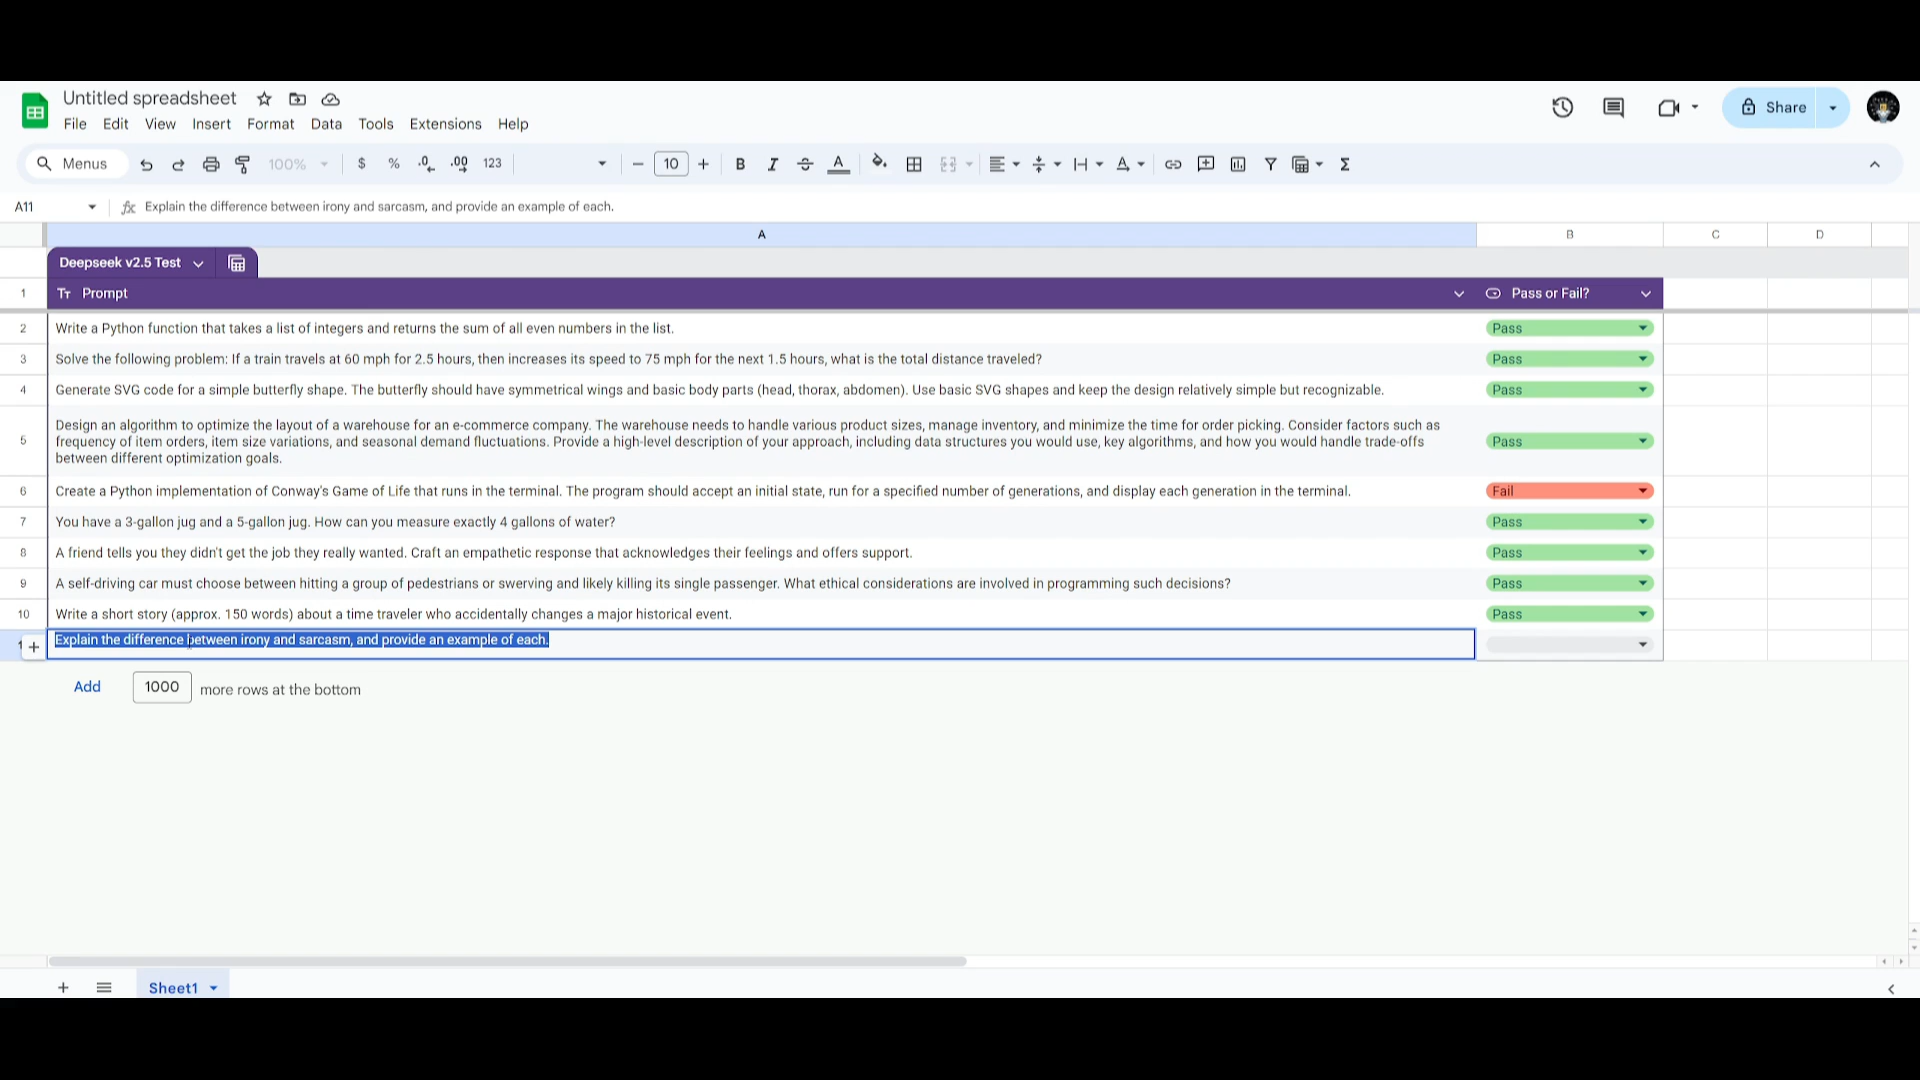 Untitled spreadsheet
File Edit View Insert Format Data Tools Extensions Help
Share
Menus 100% $ % .0 .00 123 10 B I A A Σ
A11 fx Explain the difference between irony and sarcasm, and provide an example of each.
A B C D
Deepseek v2.5 Test
1 Tт Prompt Pass or Fail?
2 Write a Python function that takes a list of integers and returns the sum of all even numbers in the list. Pass
3 Solve the following problem: If a train travels at 60 mph for 2.5 hours, then increases its speed to 75 mph for the next 1.5 hours, what is the total distance traveled? Pass
4 Generate SVG code for a simple butterfly shape. The butterfly should have symmetrical wings and basic body parts (head, thorax, abdomen). Use basic SVG shapes and keep the design relatively simple but recognizable. Pass
Design an algorithm to optimize the layout of a warehouse for an e-commerce company. The warehouse needs to handle various product sizes, manage inventory, and minimize the time for order picking. Consider factors such as
5 frequency of item orders, item size variations, and seasonal demand fluctuations. Provide a high-level description of your approach, including data structures you would use, key algorithms, and how you would handle trade-offs Pass
between different optimization goals.
6 Create a Python implementation of Conway's Game of Life that runs in the terminal. The program should accept an initial state, run for a specified number of generations, and display each generation in the terminal. Fail
7 You have a 3-gallon jug and a 5-gallon jug. How can you measure exactly 4 gallons of water? Pass
8 A friend tells you they didn't get the job they really wanted. Craft an empathetic response that acknowledges their feelings and offers support. Pass
9 A self-driving car must choose between hitting a group of pedestrians or swerving and likely killing its single passenger. What ethical considerations are involved in programming such decisions? Pass
10 Write a short story (approx. 150 words) about a time traveler who accidentally changes a major historical event. Pass
Explain the difference between irony and sarcasm, and provide an example of each.
Add 1000 more rows at the bottom
Sheet1